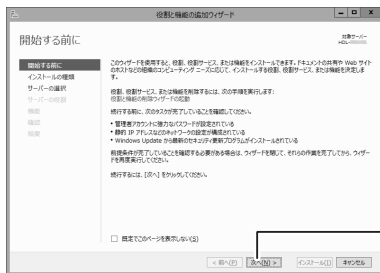 役割と機能の追加ウィザード
開始する前に
対象サーバー
HDL-
開始する前に
インストールの種類
サーバーの選択
サーバーの役割
機能
確認
結果
このウィザードを使用すると、役割、役割サービス、または機能をインストールできます。ドキュメントの共有や Web サイト
のホストなどの組織のコンピューティング ニーズに応じて、インストールする役割、役割サービス、または機能を決定しま
す。
役割、役割サービス、または機能を削除するには、次の手順を実行します:
役割と機能の削除ウィザードの起動
続行する前に、次のタスクが完了していることを確認してください。
• 管理者アカウントに強力なパスワードが設定されている
• 静的 IP アドレスなどのネットワークの設定が構成されている
• Windows Update から最新のセキュリティ更新プログラムがインストールされている
前提条件が完了していることを確認する必要がある場合は、ウィザードを閉じて、それらの作業を完了してから、ウィザー
ドを再度実行してください。
続行するには、[次へ] をクリックしてください。
既定でこのページを表示しない(S)
< 前へ(P) 次へ(N) > インストール(I) キャンセル